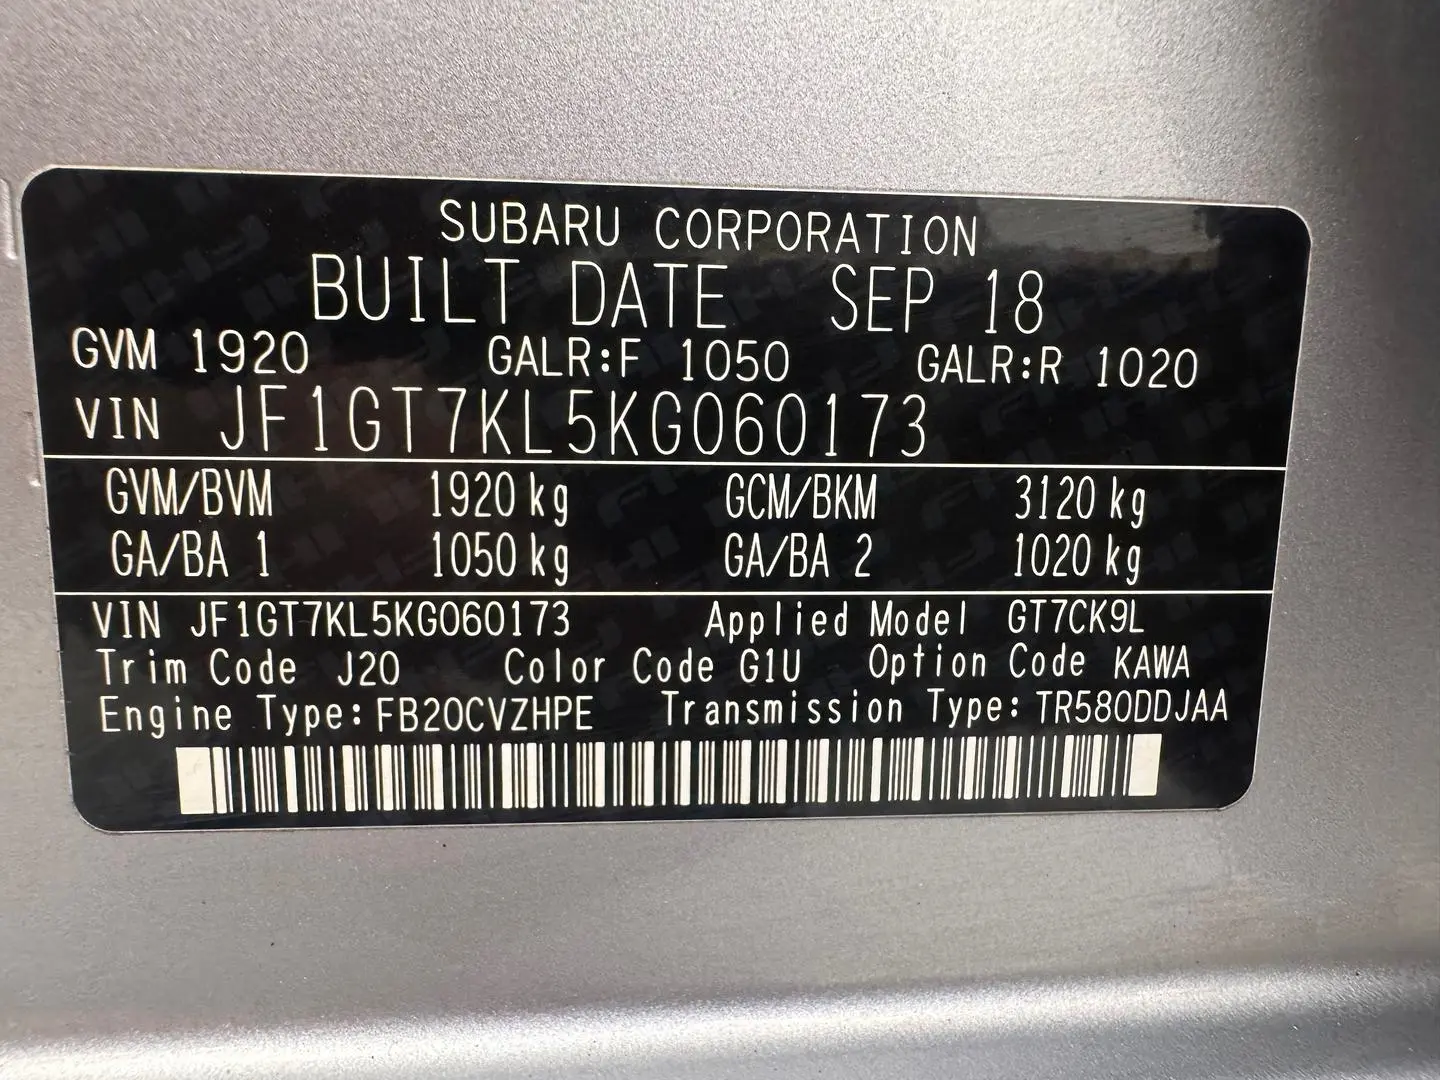 SUBARU CORPORATION
BUILT DATE SEP 18
GVM 1920 GALR:F 1050 GALR:R 1020
VIN JF1GT7KL5KG060173
GVM/BVM 1920 kg GCM/BKM 3120 kg
GA/BA 1 1050 kg GA/BA 2 1020 kg
VIN JF1GT7KL5KG060173 Applied Model GT7CK9L
Trim Code J20 Color Code G1U Option Code KAWA
Engine Type: FB20CVZHPE Transmission Type: TR580DDJAA